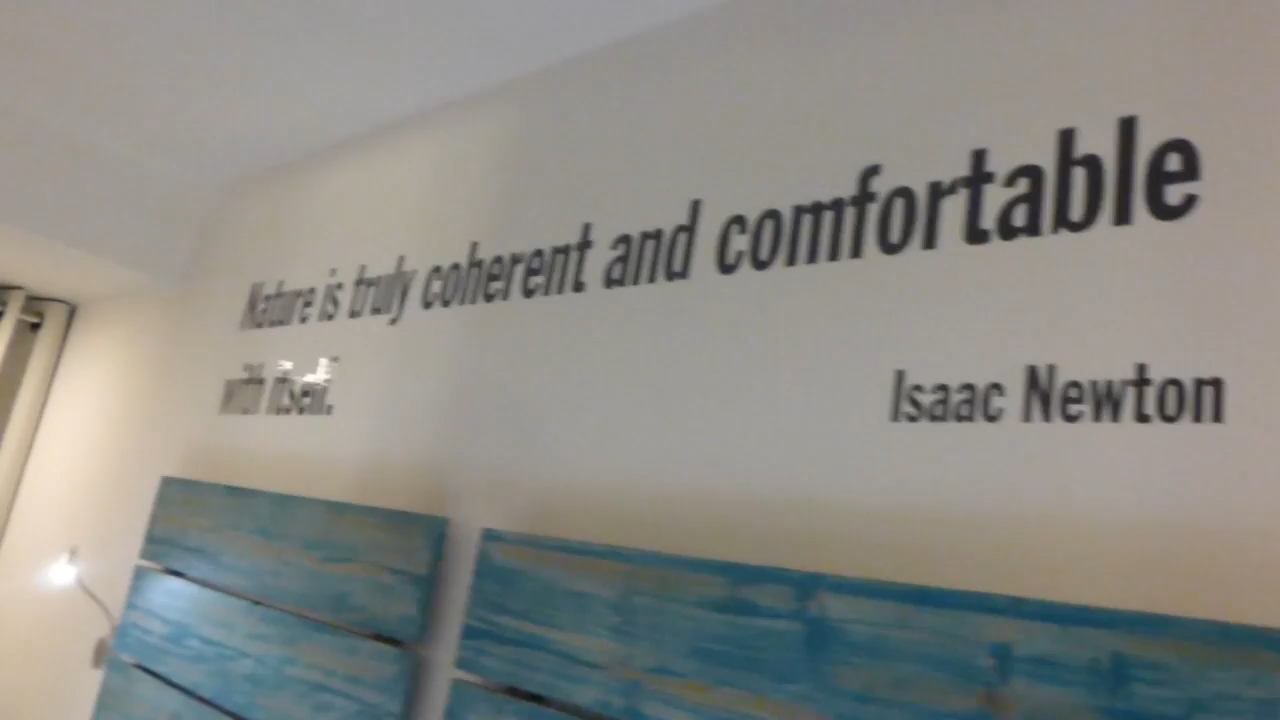 Nature is truly coherent and comfortable
with itself.
Isaac Newton